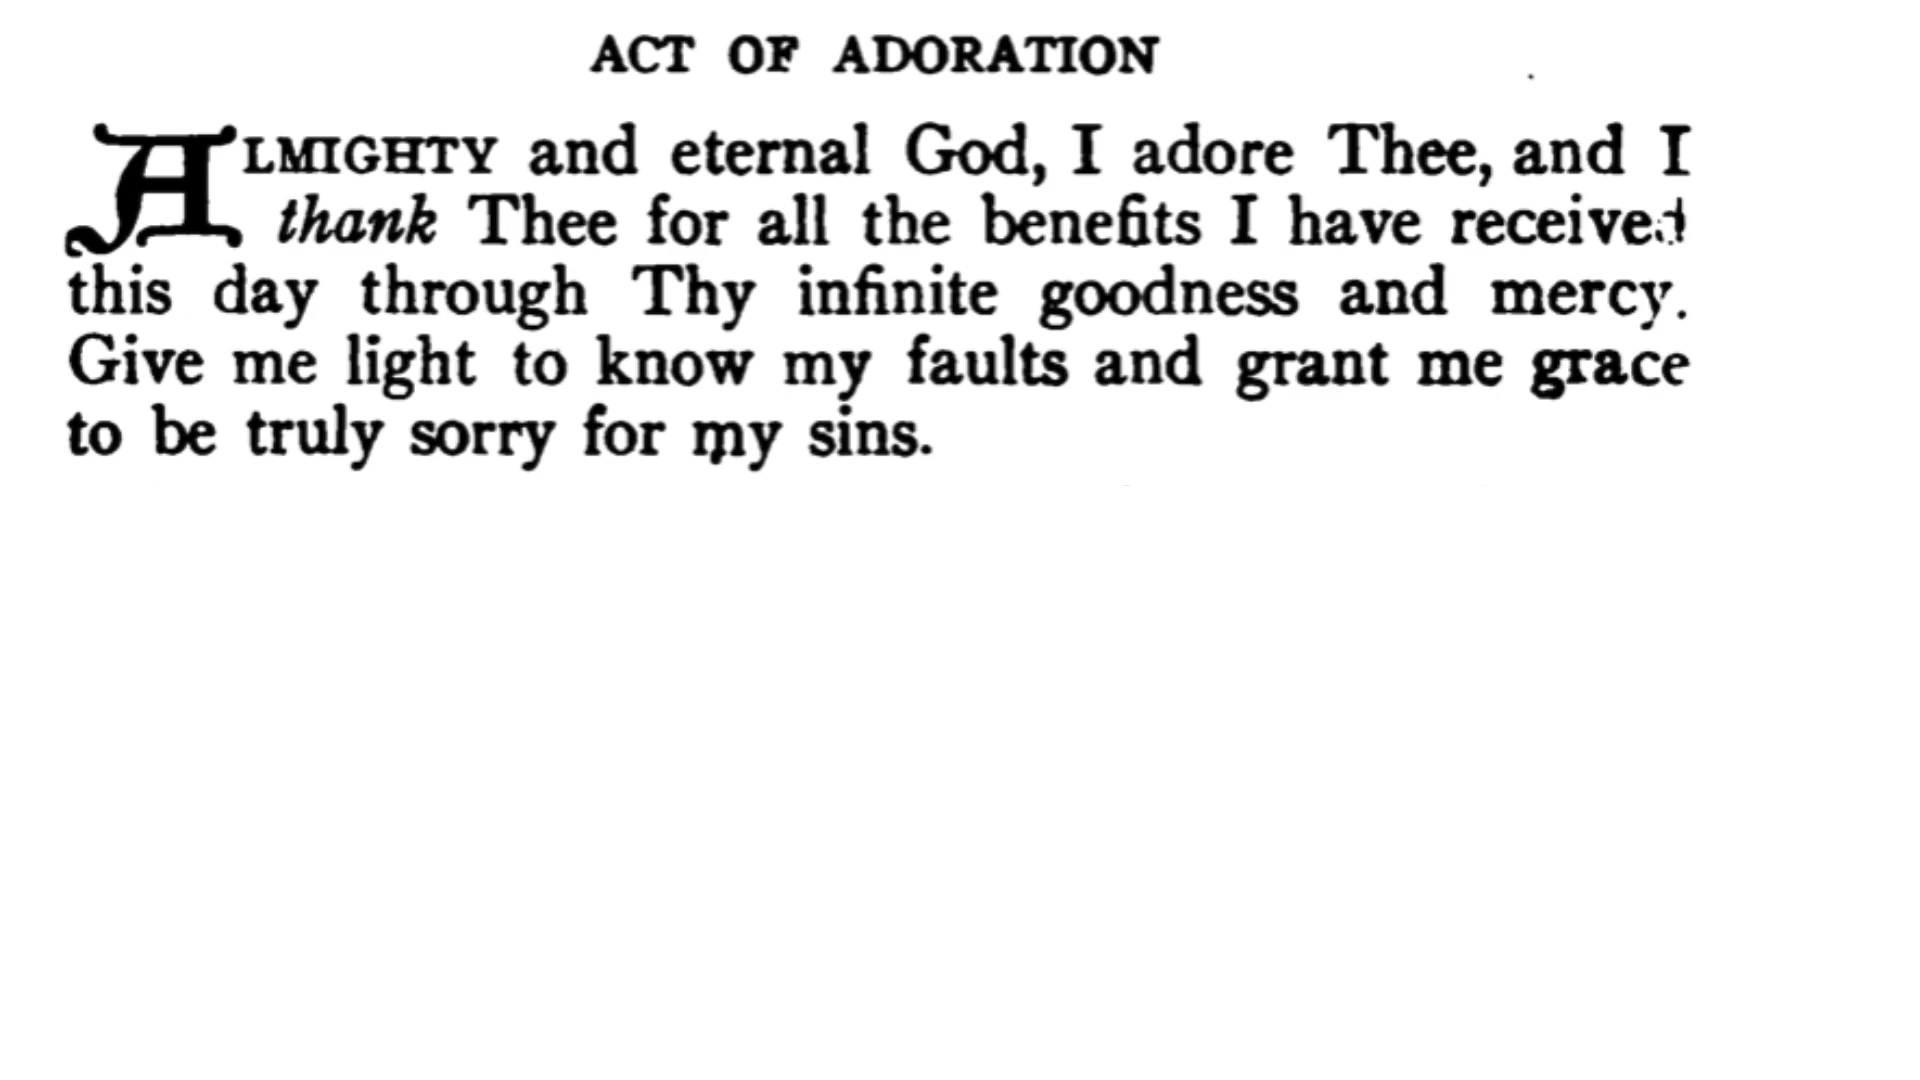 ACT OF ADORATION
ALMIGHTY and eternal God, I adore Thee, and I
thank Thee for all the benefits I have received
this day through Thy infinite goodness and mercy.
Give me light to know my faults and grant me grace
to be truly sorry for my sins.